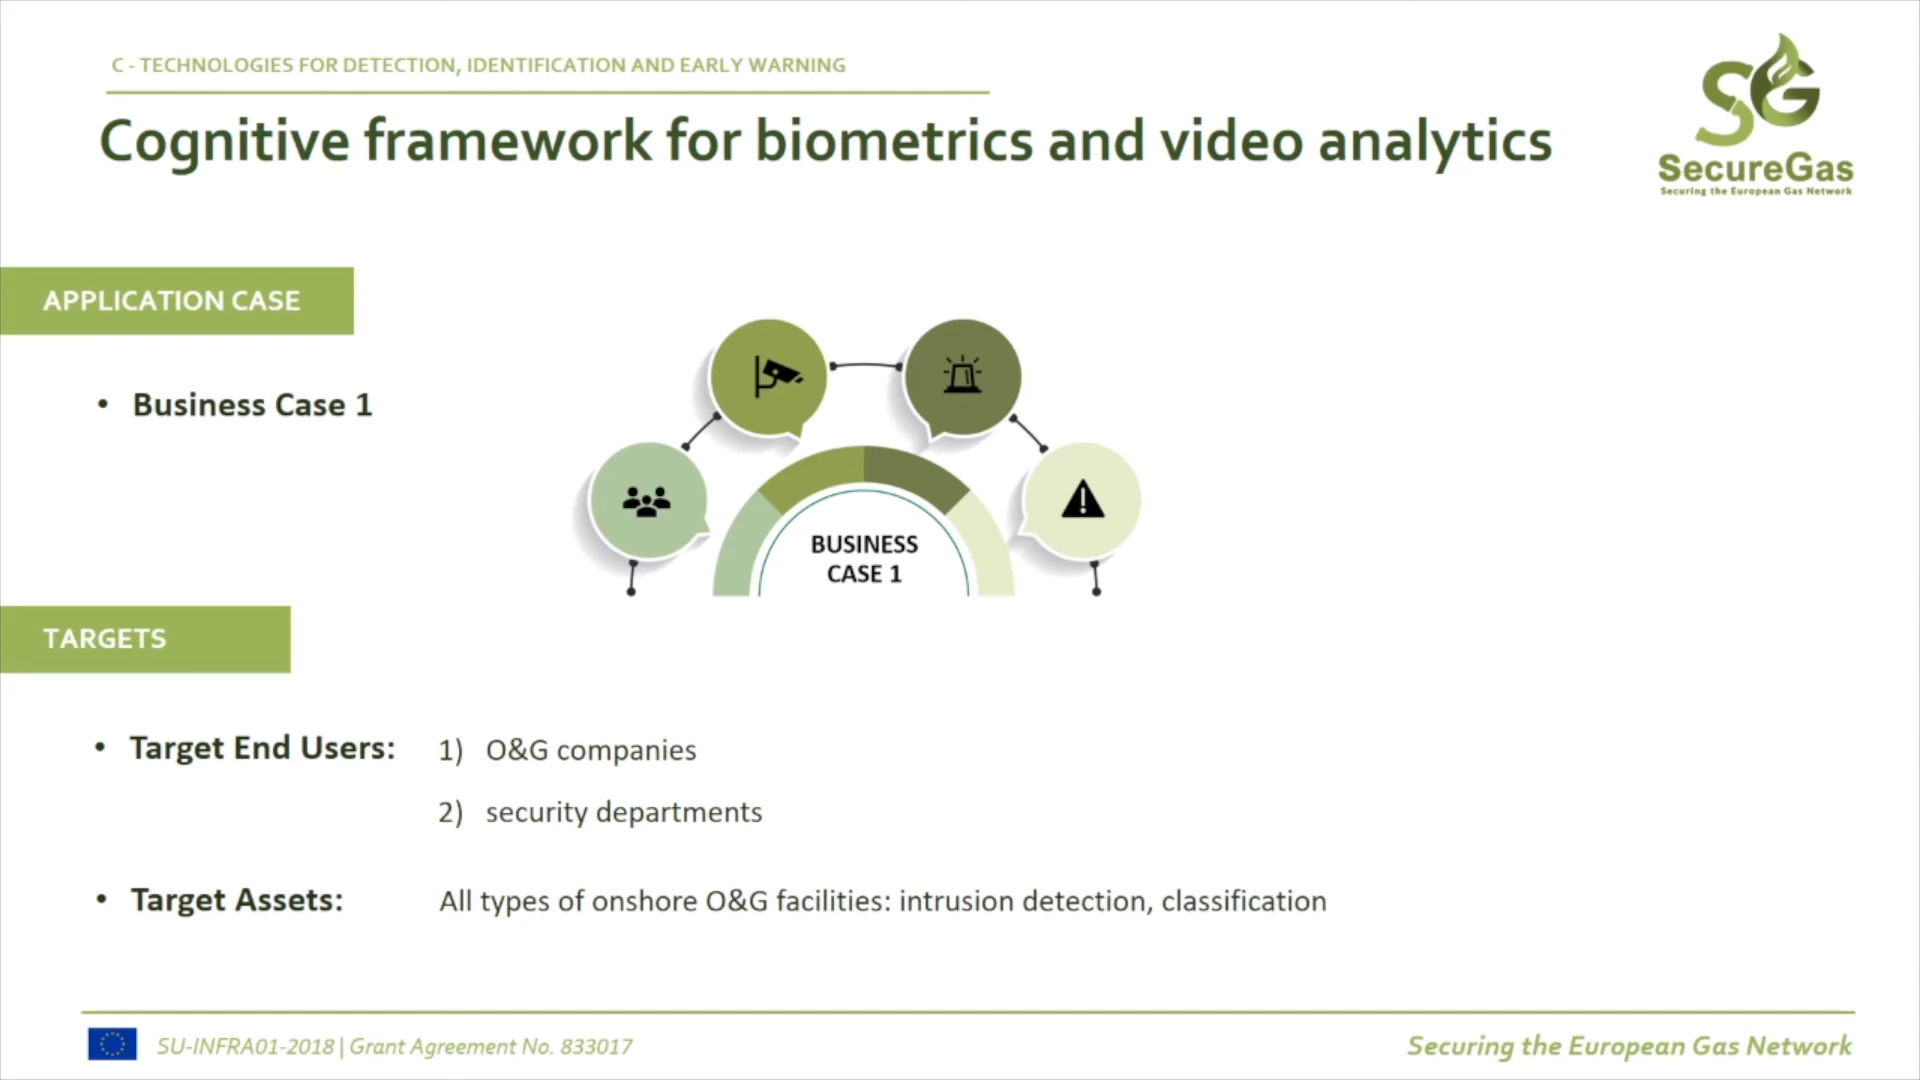 C - TECHNOLOGIES FOR DETECTION, IDENTIFICATION AND EARLY WARNING
Cognitive framework for biometrics and video analytics
SG
SecureGas
Securing the European Gas Network
APPLICATION CASE
• Business Case 1
BUSINESS
CASE 1
TARGETS
• Target End Users: 1) O&G companies
2) security departments
• Target Assets: All types of onshore O&G facilities: intrusion detection, classification
SU-INFRA01-2018 | Grant Agreement No. 833017
Securing the European Gas Network